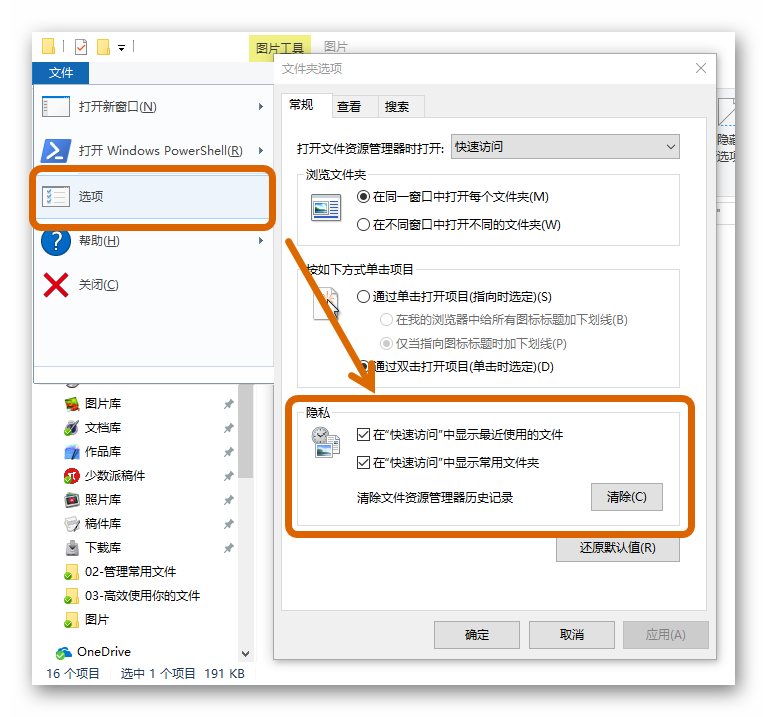 图片工具
图片
文件
文件夹选项
打开新窗口(N)
打开 Windows PowerShell(R)
选项
帮助(H)
关闭(C)
常规
查看
搜索
打开文件资源管理器时打开:
快速访问
浏览文件夹
在同一窗口中打开每个文件夹(M)
在不同窗口中打开不同的文件夹(W)
按如下方式单击项目
通过单击打开项目(指向时选定)(S)
在我的浏览器中给所有图标标题加下划线(B)
仅当指向图标标题时加下划线(P)
通过双击打开项目(单击时选定)(D)
隐私
在“快速访问”中显示最近使用的文件
在“快速访问”中显示常用文件夹
清除文件资源管理器历史记录
清除(C)
还原默认值(R)
确定
取消
应用(A)
隐藏
选项
图片库
文档库
作品库
少数派稿件
照片库
稿件库
下载库
02-管理常用文件
03-高效使用你的文件
图片
OneDrive
16 个项目
选中 1 个项目
191 KB